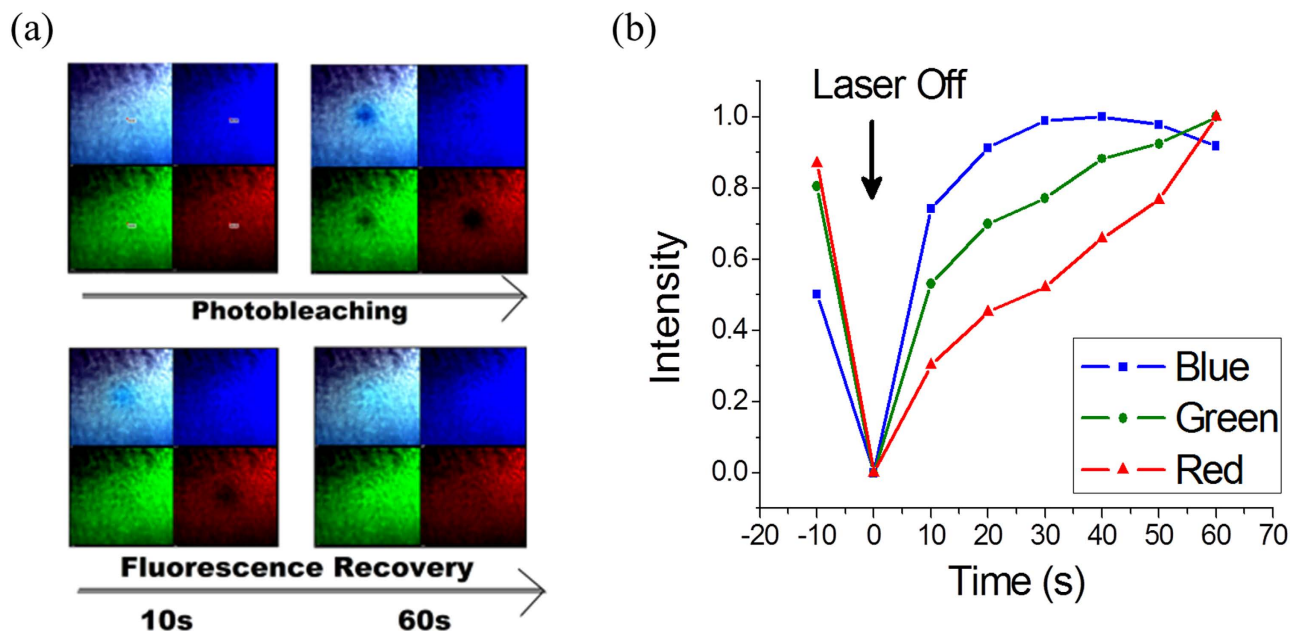 (a)
Photobleaching
Fluorescence Recovery
10s
60s
(b)
Laser Off
Intensity
1.0
0.8
0.6
0.4
0.2
0.0
Blue
Green
Red
-20 -10 0 10 20 30 40 50 60 70
Time (s)